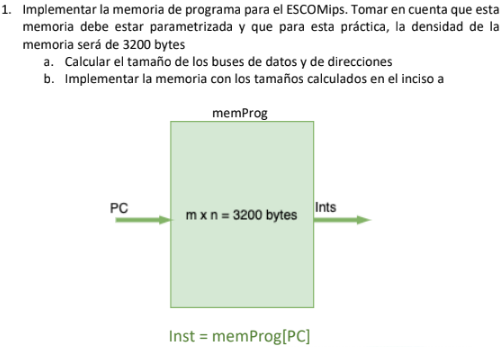 1. Implementar la memoria de programa para el ESCOMips. Tomar en cuenta que esta
memoria debe estar parametrizada y que para esta práctica, la densidad de la
memoria será de 3200 bytes
a. Calcular el tamaño de los buses de datos y de direcciones
b. Implementar la memoria con los tamaños calculados en el inciso a
memProg
PC
m x n = 3200 bytes
Ints
Inst = memProg[PC]